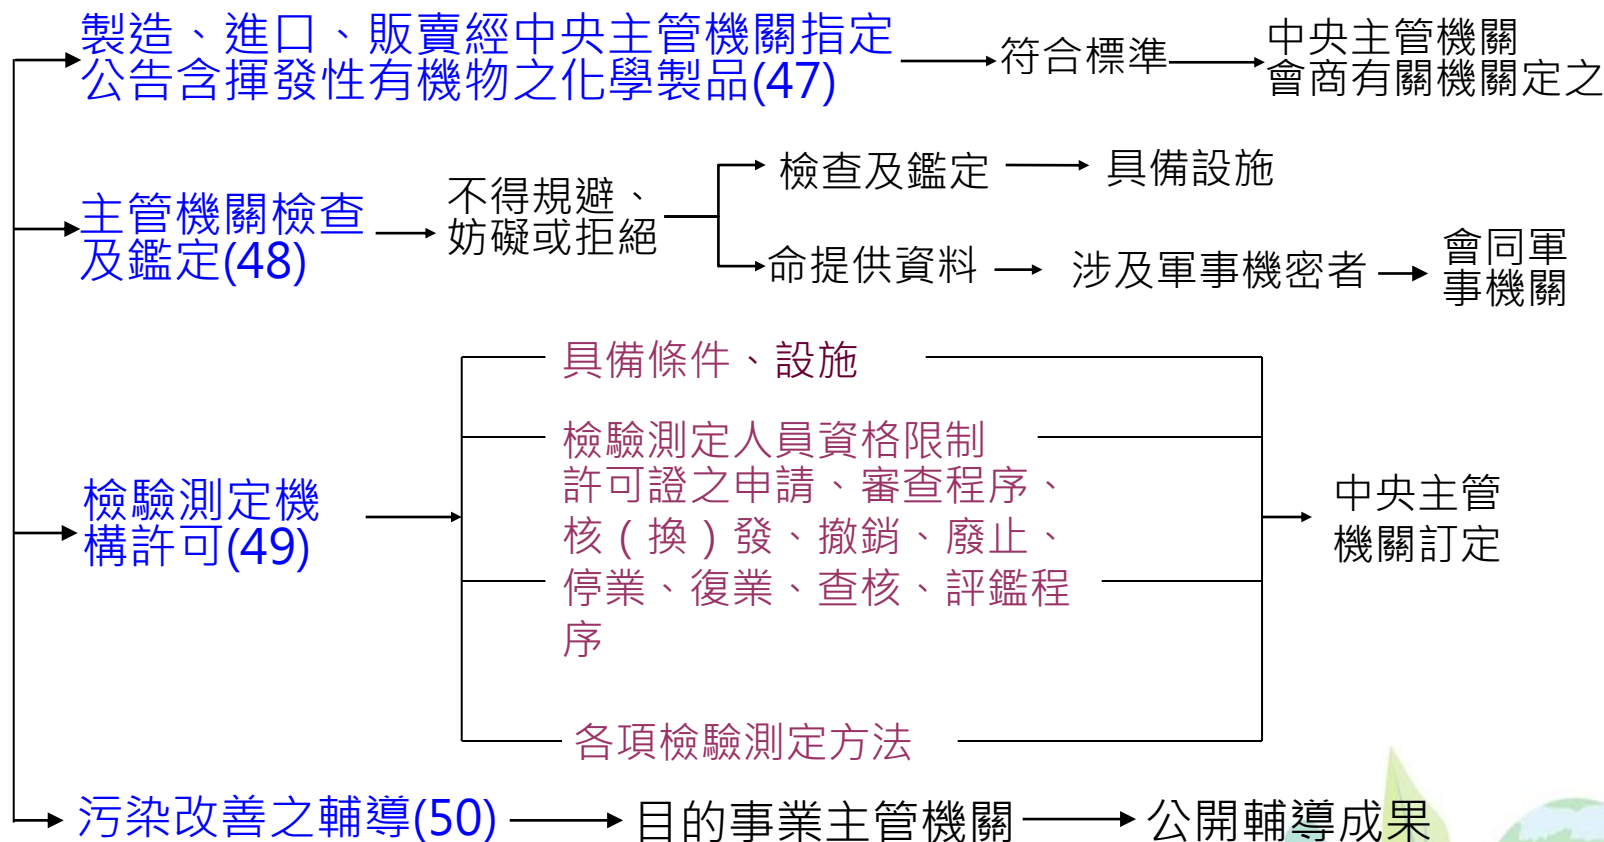 製造、進口、販賣經中央主管機關指定
公告含揮發性有機物之化學製品(47)
符合標準
中央主管機關
會商有關機關定之
主管機關檢查
及鑑定(48)
不得規避、
妨礙或拒絕
檢查及鑑定
具備設施
命提供資料
涉及軍事機密者
會同軍
事機關
檢驗測定機
構許可(49)
具備條件、設施
檢驗測定人員資格限制
許可證之申請、審查程序、
核(換)發、撤銷、廢止、
停業、復業、查核、評鑑程
序
各項檢驗測定方法
中央主管
機關訂定
污染改善之輔導(50)
目的事業主管機關
公開輔導成果